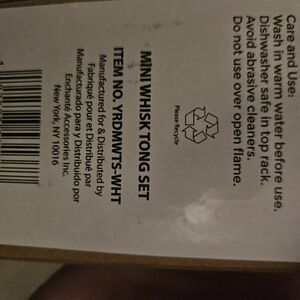 Care and Use:
Wash in warm water before use.
Dishwasher safe in top rack.
Avoid abrasive cleaners.
Do not use over open flame.
Please Recycle
MINI WHISK TONG SET
ITEM NO. YRDMWTS-WHT
Manufactured for & Distributed by
Fabriqué pour et Distribué par
Manufacturado para y Distribuido por
Enchanté Accessories Inc.
New York, NY 10016